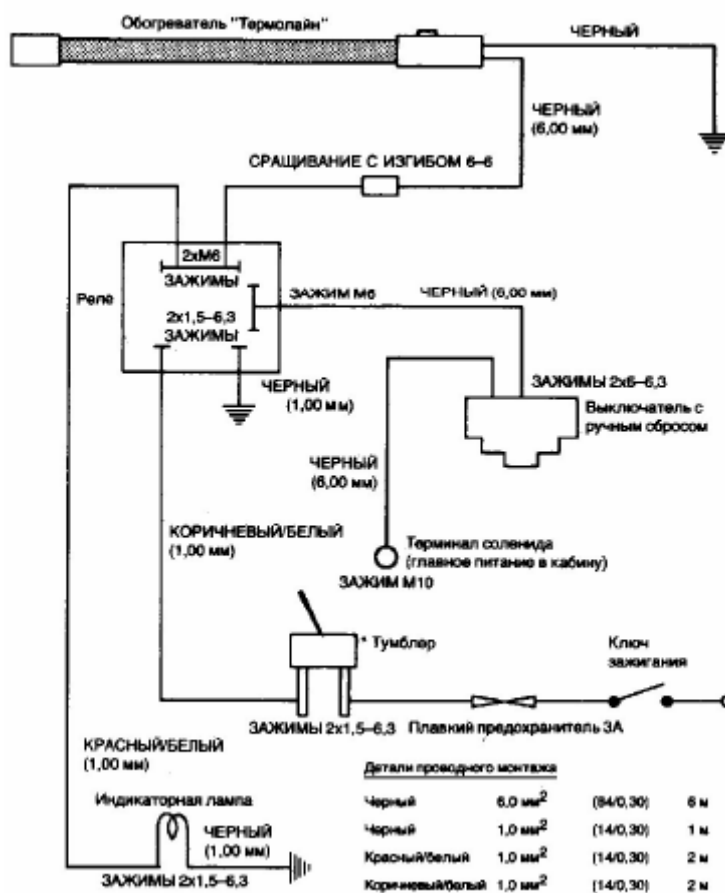 Обогреватель "Термолайн"
ЧЕРНЫЙ
ЧЕРНЫЙ
(6,00 мм)
СРАЩИВАНИЕ С ИЗГИБОМ 6–6
2xМ6
ЗАЖИМЫ
Реле
ЗАЖИМ М6
ЧЕРНЫЙ (6,00 мм)
2x1,5–6,3
ЗАЖИМЫ
ЧЕРНЫЙ
(1,00 мм)
ЗАЖИМЫ 2x6–6,3
Выключатель с
ручным сбросом
ЧЕРНЫЙ
(6,00 мм)
КОРИЧНЕВЫЙ/БЕЛЫЙ
(1,00 мм)
Терминал соленида
(главное питание в кабину)
ЗАЖИМ М10
* Тумблер
Ключ
зажигания
ЗАЖИМЫ 2x1,5–6,3
Плавкий предохранитель 3А
КРАСНЫЙ/БЕЛЫЙ
(1,00 мм)
Индикаторная лампа
ЧЕРНЫЙ
(1,00 мм)
ЗАЖИМЫ 2x1,5–6,3
Детали проводного монтажа
Черный 6,0 мм² (84/0,30) 6 м
Черный 1,0 мм² (14/0,30) 1 м
Красный/белый 1,0 мм² (14/0,30) 2 м
Коричневый/белый 1,0 мм² (14/0,30) 2 м